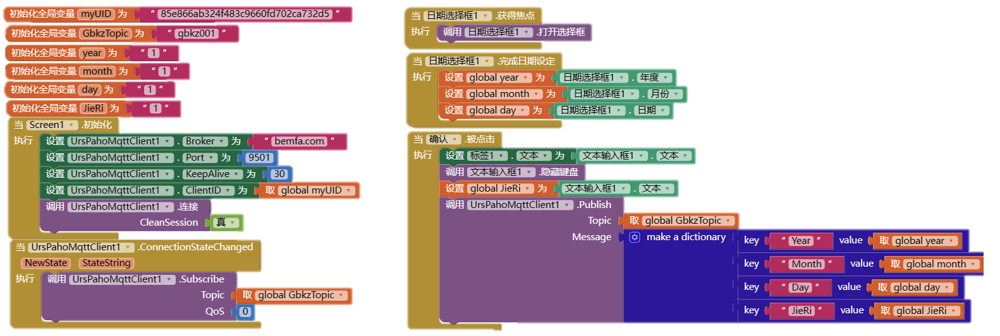 初始化全局变量 myUID 为 " 85e866ab324f483c9660fd702ca732d5 "
初始化全局变量 GbkzTopic 为 " gbkz001 "
初始化全局变量 year 为 " 1 "
初始化全局变量 month 为 " 1 "
初始化全局变量 day 为 " 1 "
初始化全局变量 JieRi 为 " 1 "
当 Screen1 .初始化
执行 设置 UrsPahoMqttClient1 . Broker 为 " bemfa.com "
设置 UrsPahoMqttClient1 . Port 为 9501
设置 UrsPahoMqttClient1 . KeepAlive 为 30
设置 UrsPahoMqttClient1 . ClientID 为 取 global myUID
调用 UrsPahoMqttClient1 .连接
CleanSession 真
当 UrsPahoMqttClient1 .ConnectionStateChanged
NewState StateString
执行 调用 UrsPahoMqttClient1 .Subscribe
Topic 取 global GbkzTopic
QoS 0
当 日期选择框1 .获得焦点
执行 调用 日期选择框1 .打开选择框
当 日期选择框1 .完成日期设定
执行 设置 global year 为 日期选择框1 . 年度
设置 global month 为 日期选择框1 . 月份
设置 global day 为 日期选择框1 . 日期
当 确认 .被点击
执行 设置 标签1 . 文本 为 文本输入框1 . 文本
调用 文本输入框1 .隐藏键盘
设置 global JieRi 为 文本输入框1 . 文本
调用 UrsPahoMqttClient1 .Publish
Topic 取 global GbkzTopic
Message make a dictionary key " Year " value 取 global year
key " Month " value 取 global month
key " Day " value 取 global day
key " JieRi " value 取 global JieRi